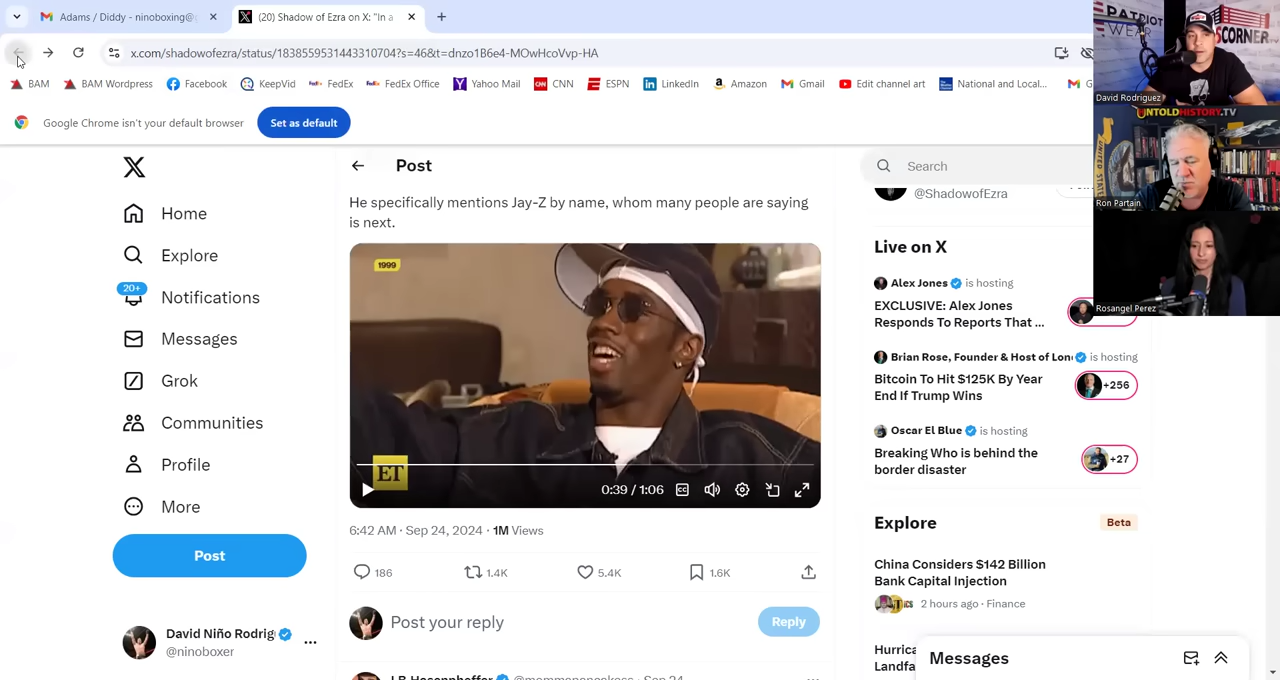 Adams / Diddy - ninoboxing@g
(20) Shadow of Ezra on X: "In a
x.com/shadowofezra/status/1838559531443310704?s=46&t=dnzo1B6e4-MOwHcoVvp-HA
BAM
BAM Wordpress
Facebook
KeepVid
FedEx
FedEx Office
Yahoo Mail
CNN
ESPN
LinkedIn
Amazon
Gmail
Edit channel art
National and Local...
G
Google Chrome isn't your default browser
Set as default
PATRIOT
WEAR
CORNER
David Rodriguez
UNTOLDHISTORY.TV
Ron Partain
Rosangel Perez
Home
Explore
20+
Notifications
Messages
Grok
Communities
Profile
More
Post
David Niño Rodrig
@ninoboxer
Post
He specifically mentions Jay-Z by name, whom many people are saying
is next.
1999
ET
0:39 / 1:06
6:42 AM · Sep 24, 2024 · 1M Views
186
1.4K
5.4K
1.6K
Post your reply
Reply
Search
@ShadowofEzra
Live on X
Alex Jones is hosting
EXCLUSIVE: Alex Jones
Responds To Reports That ...
Brian Rose, Founder & Host of Lon is hosting
Bitcoin To Hit $125K By Year
End If Trump Wins
+256
Oscar El Blue is hosting
Breaking Who is behind the
border disaster
+27
Explore
Beta
China Considers $142 Billion
Bank Capital Injection
2 hours ago · Finance
Hurrica
Landfa
Messages